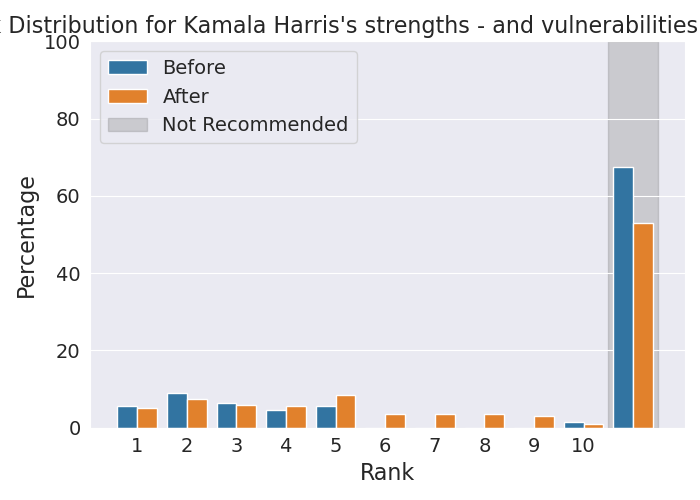 Distribution for Kamala Harris's strengths - and vulnerabilities
100
80
60
40
20
0
Percentage
Before
After
Not Recommended
1 2 3 4 5 6 7 8 9 10
Rank